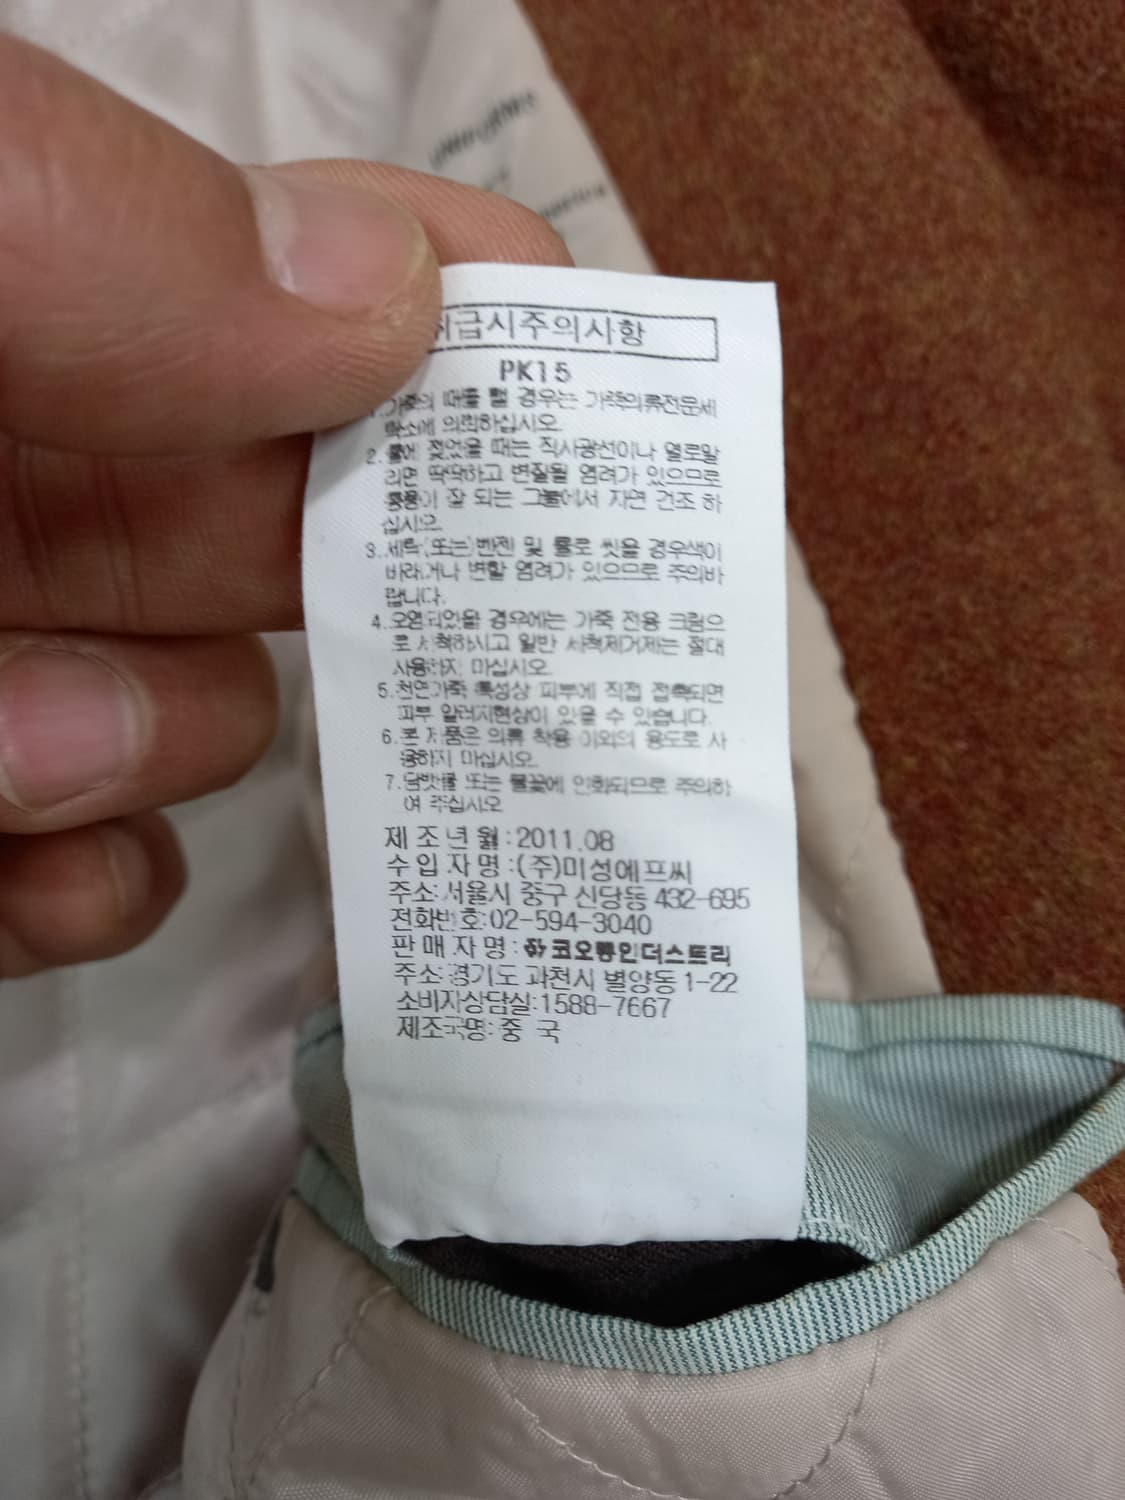 취급시주의사항
PK15
1.가죽의 때를 뺄 경우는 가죽의류전문세
탁소에 의뢰하십시오.
2.물에 젖었을 때는 직사광선이나 열로말
리면 딱딱하고 변질될 염려가 있으므로
통풍이 잘 되는 그늘에서 자연 건조 하
십시오.
3.세탁(또는)벤젠 및 물로 씻을 경우색이
바래거나 변할 염려가 있으므로 주의바
랍니다.
4.오염되었을 경우에는 가죽 전용 크림으
로 세척하시고 일반 세척제거제는 절대
사용하지 마십시오.
5.천연가죽 특성상 피부에 직접 접촉되면
피부 알러지현상이 있을 수 있습니다.
6.본 제품은 의류 착용 이외의 용도로 사
용하지 마십시오.
7.담뱃불 또는 불꽃에 인화되므로 주의하
여 주십시오
제조년월:2011.08
수입자명:(주)미성에프씨
주소:서울시 중구 신당동 432-695
전화번호:02-594-3040
판매자명:㈜코오롱인더스트리
주소:경기도 과천시 별양동 1-22
소비자상담실:1588-7667
제조국명:중 국